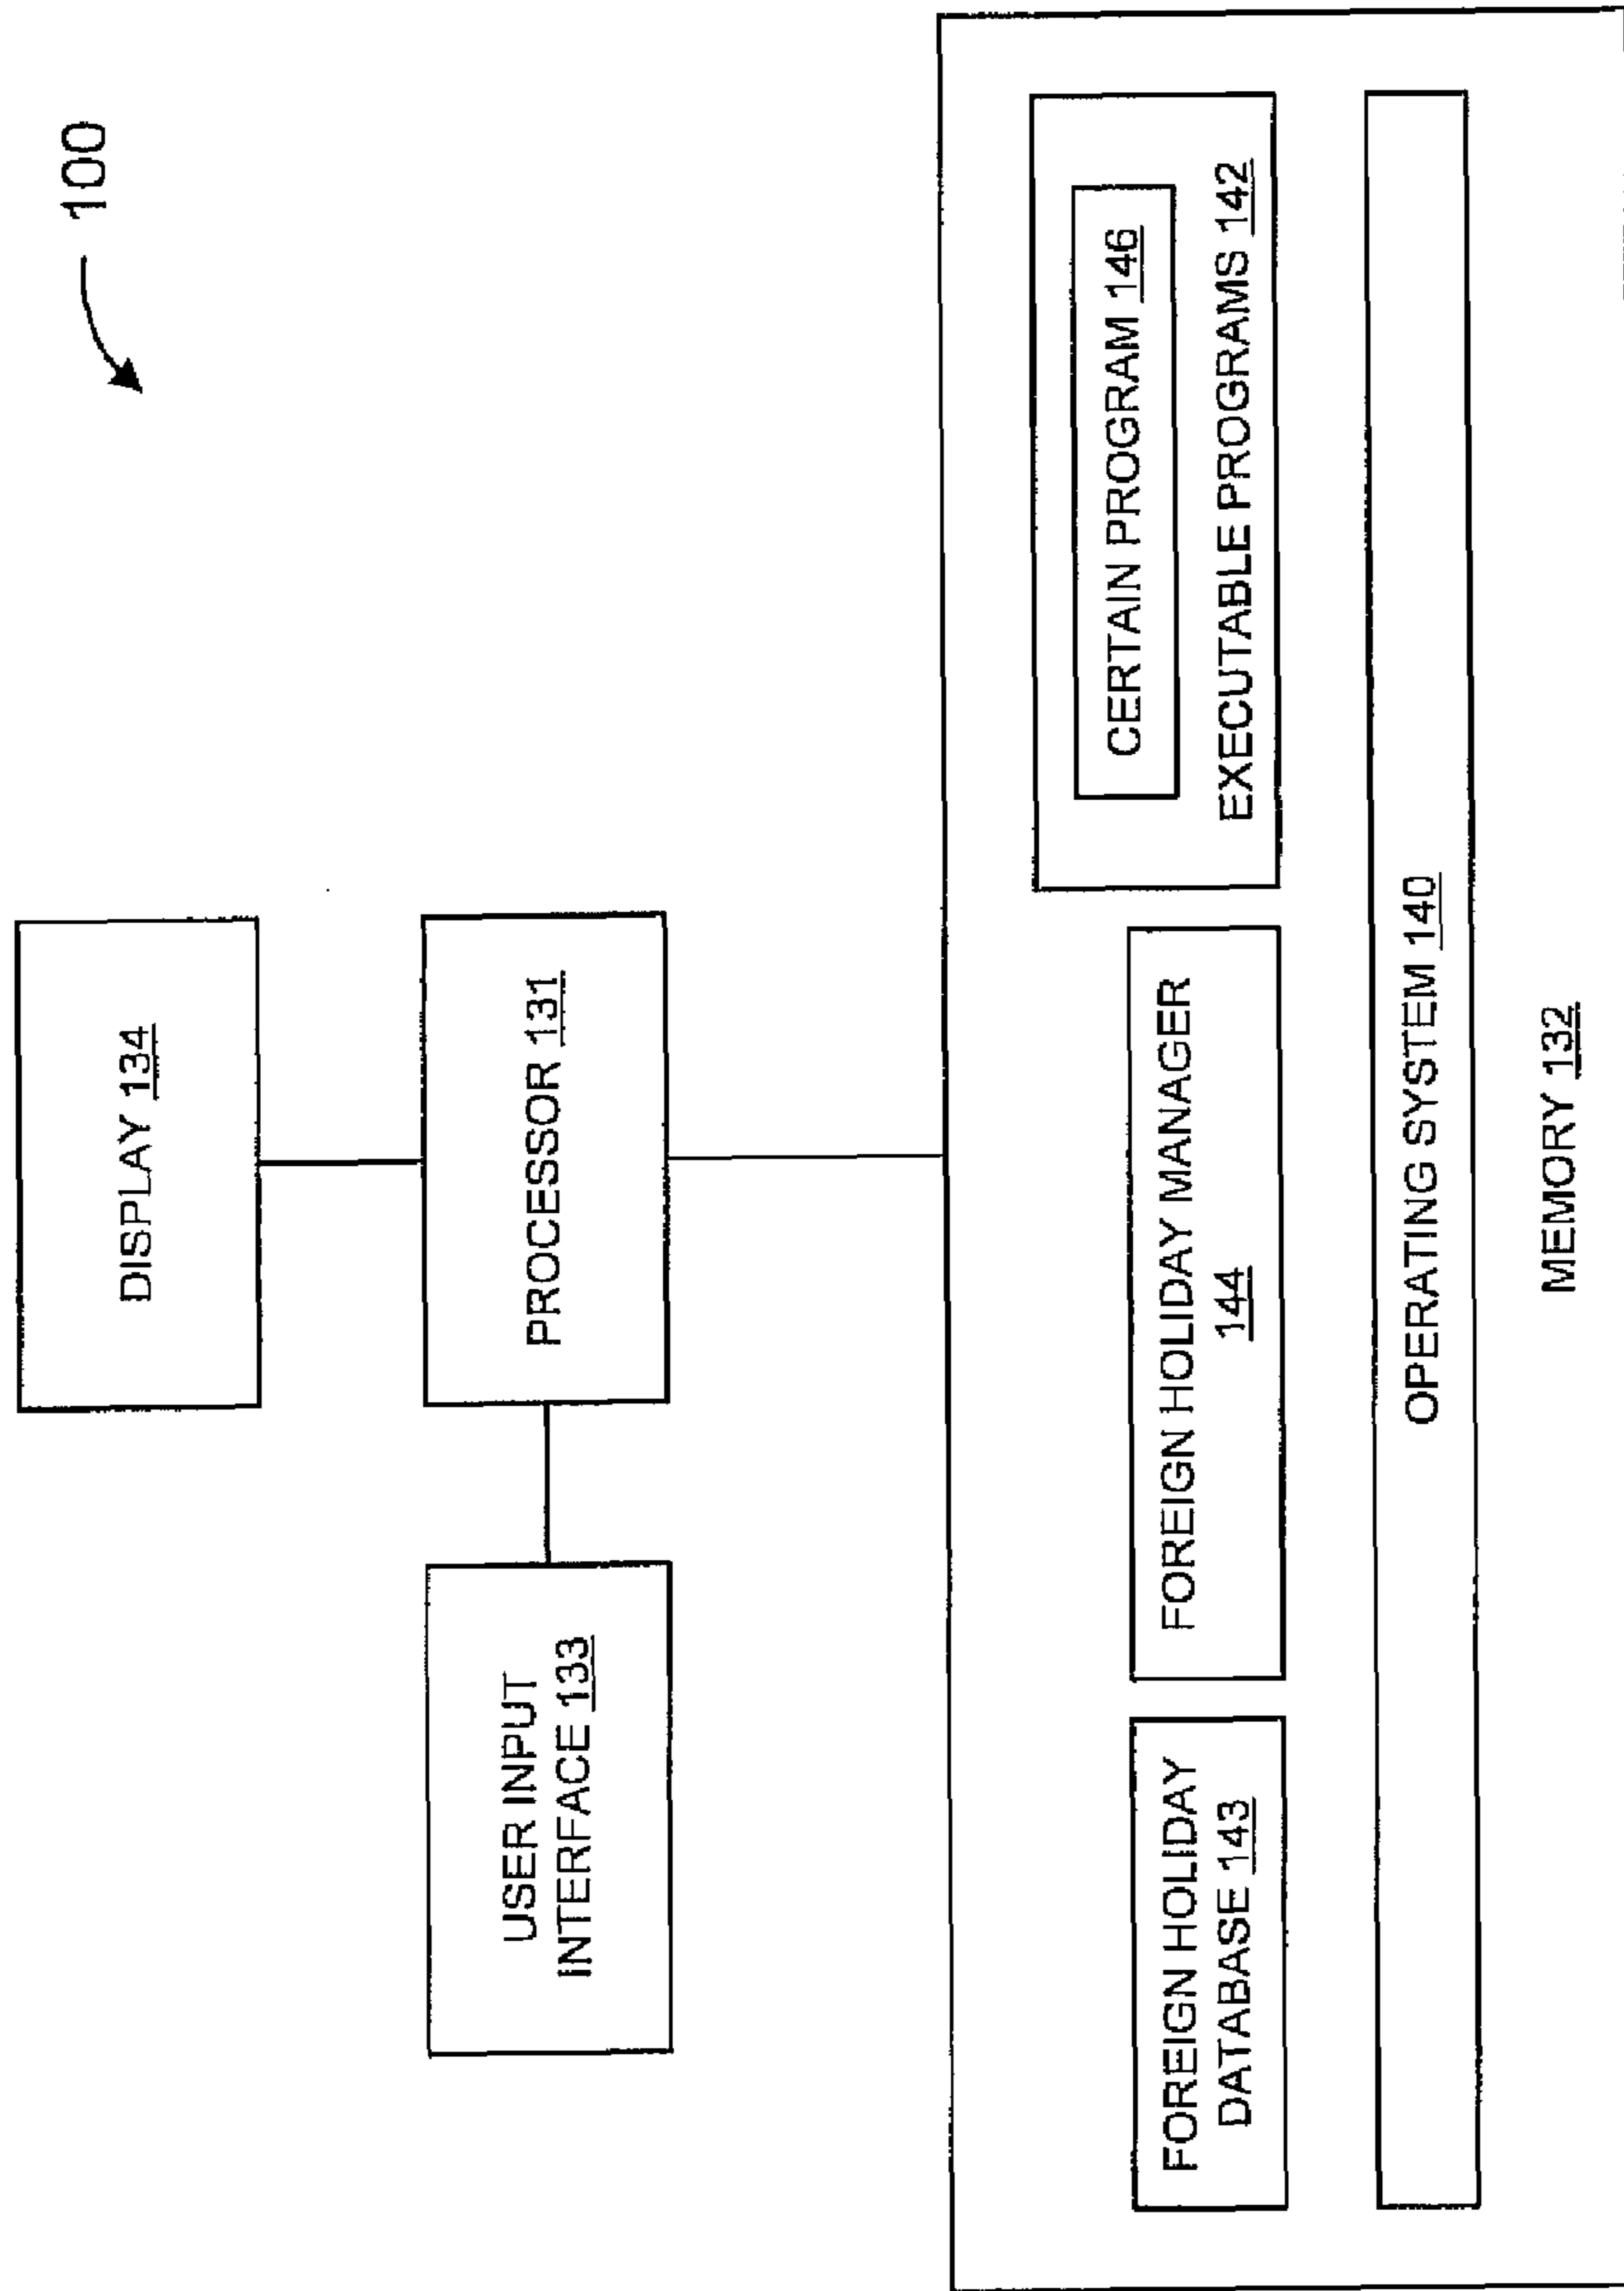 100
DISPLAY 134
USER INPUT
INTERFACE 133
PROCESSOR 131
FOREIGN HOLIDAY
DATABASE 143
FOREIGN HOLIDAY MANAGER
144
CERTAIN PROGRAM 146
EXECUTABLE PROGRAMS 142
OPERATING SYSTEM 140
MEMORY 132